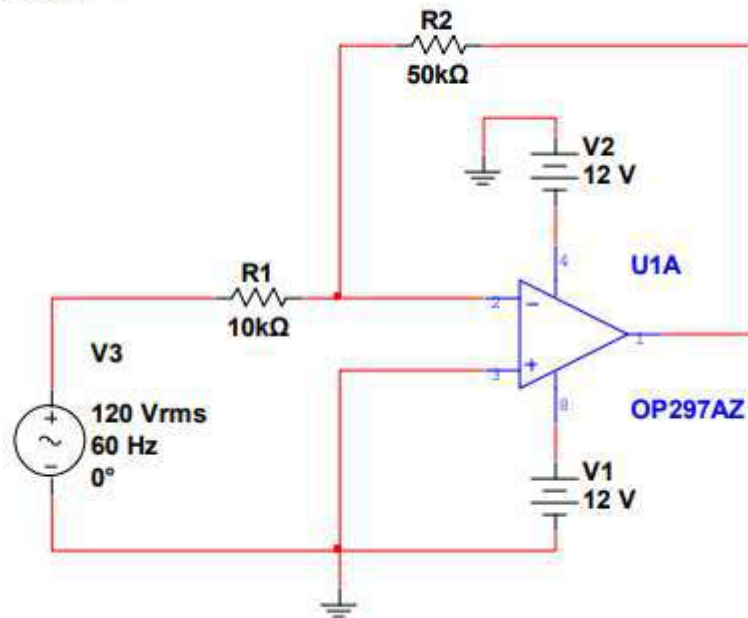 R2
50kΩ
V2
12 V
4
U1A
R1
10kΩ
2
1
V3
3
120 Vrms
60 Hz
0°
OP297AZ
8
V1
12 V